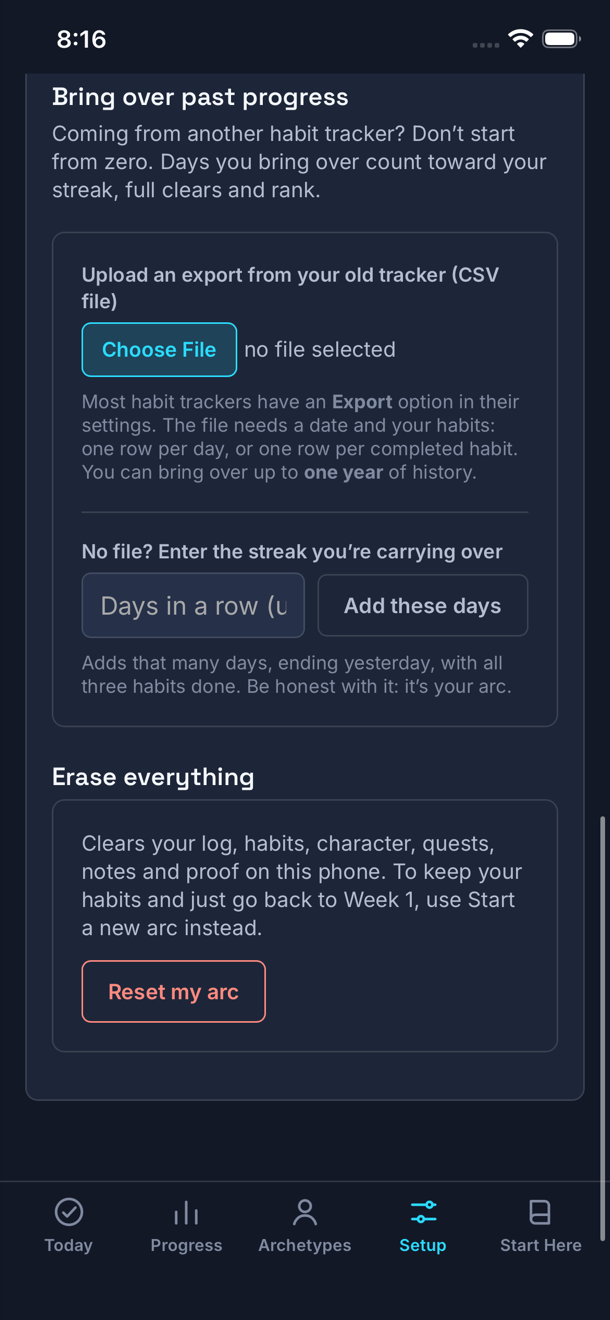 8:16
Bring over past progress
Coming from another habit tracker? Don’t start
from zero. Days you bring over count toward your
streak, full clears and rank.
Upload an export from your old tracker (CSV
file)
Choose File no file selected
Most habit trackers have an Export option in their
settings. The file needs a date and your habits:
one row per day, or one row per completed habit.
You can bring over up to one year of history.
No file? Enter the streak you’re carrying over
Days in a row (u Add these days
Adds that many days, ending yesterday, with all
three habits done. Be honest with it: it’s your arc.
Erase everything
Clears your log, habits, character, quests,
notes and proof on this phone. To keep your
habits and just go back to Week 1, use Start
a new arc instead.
Reset my arc
Today Progress Archetypes Setup Start Here